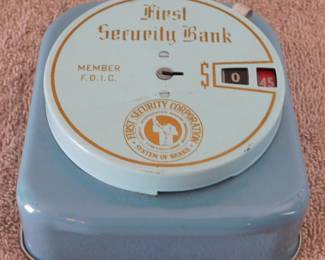 First
Security Bank
MEMBER
F.D.I.C.
$ 0 45
FIRST SECURITY CORPORATION
SYSTEM OF BANKS